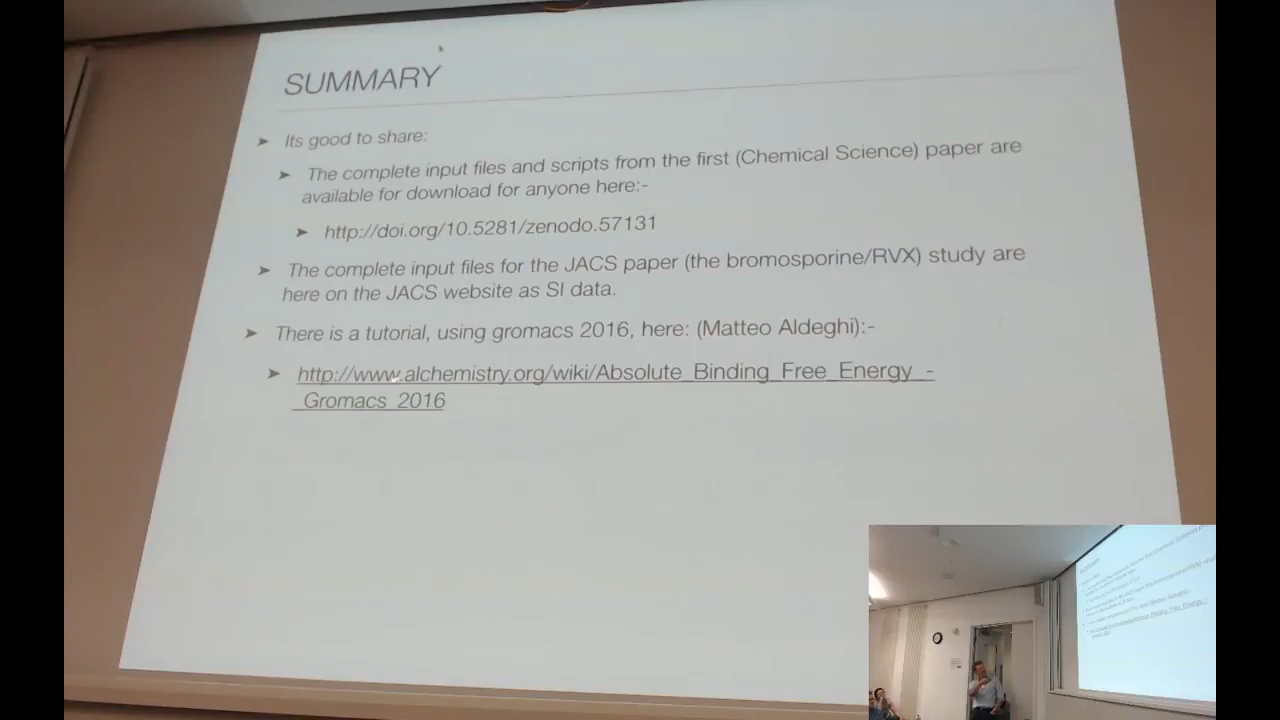 SUMMARY
➤ Its good to share:
➤ The complete input files and scripts from the first (Chemical Science) paper are
available for download for anyone here:-
➤ http://doi.org/10.5281/zenodo.57131
➤ The complete input files for the JACS paper (the bromosporine/RVX) study are
here on the JACS website as SI data.
➤ There is a tutorial, using gromacs 2016, here: (Matteo Aldeghi):-
➤ http://www.alchemistry.org/wiki/Absolute_Binding_Free_Energy_-
_Gromacs_2016